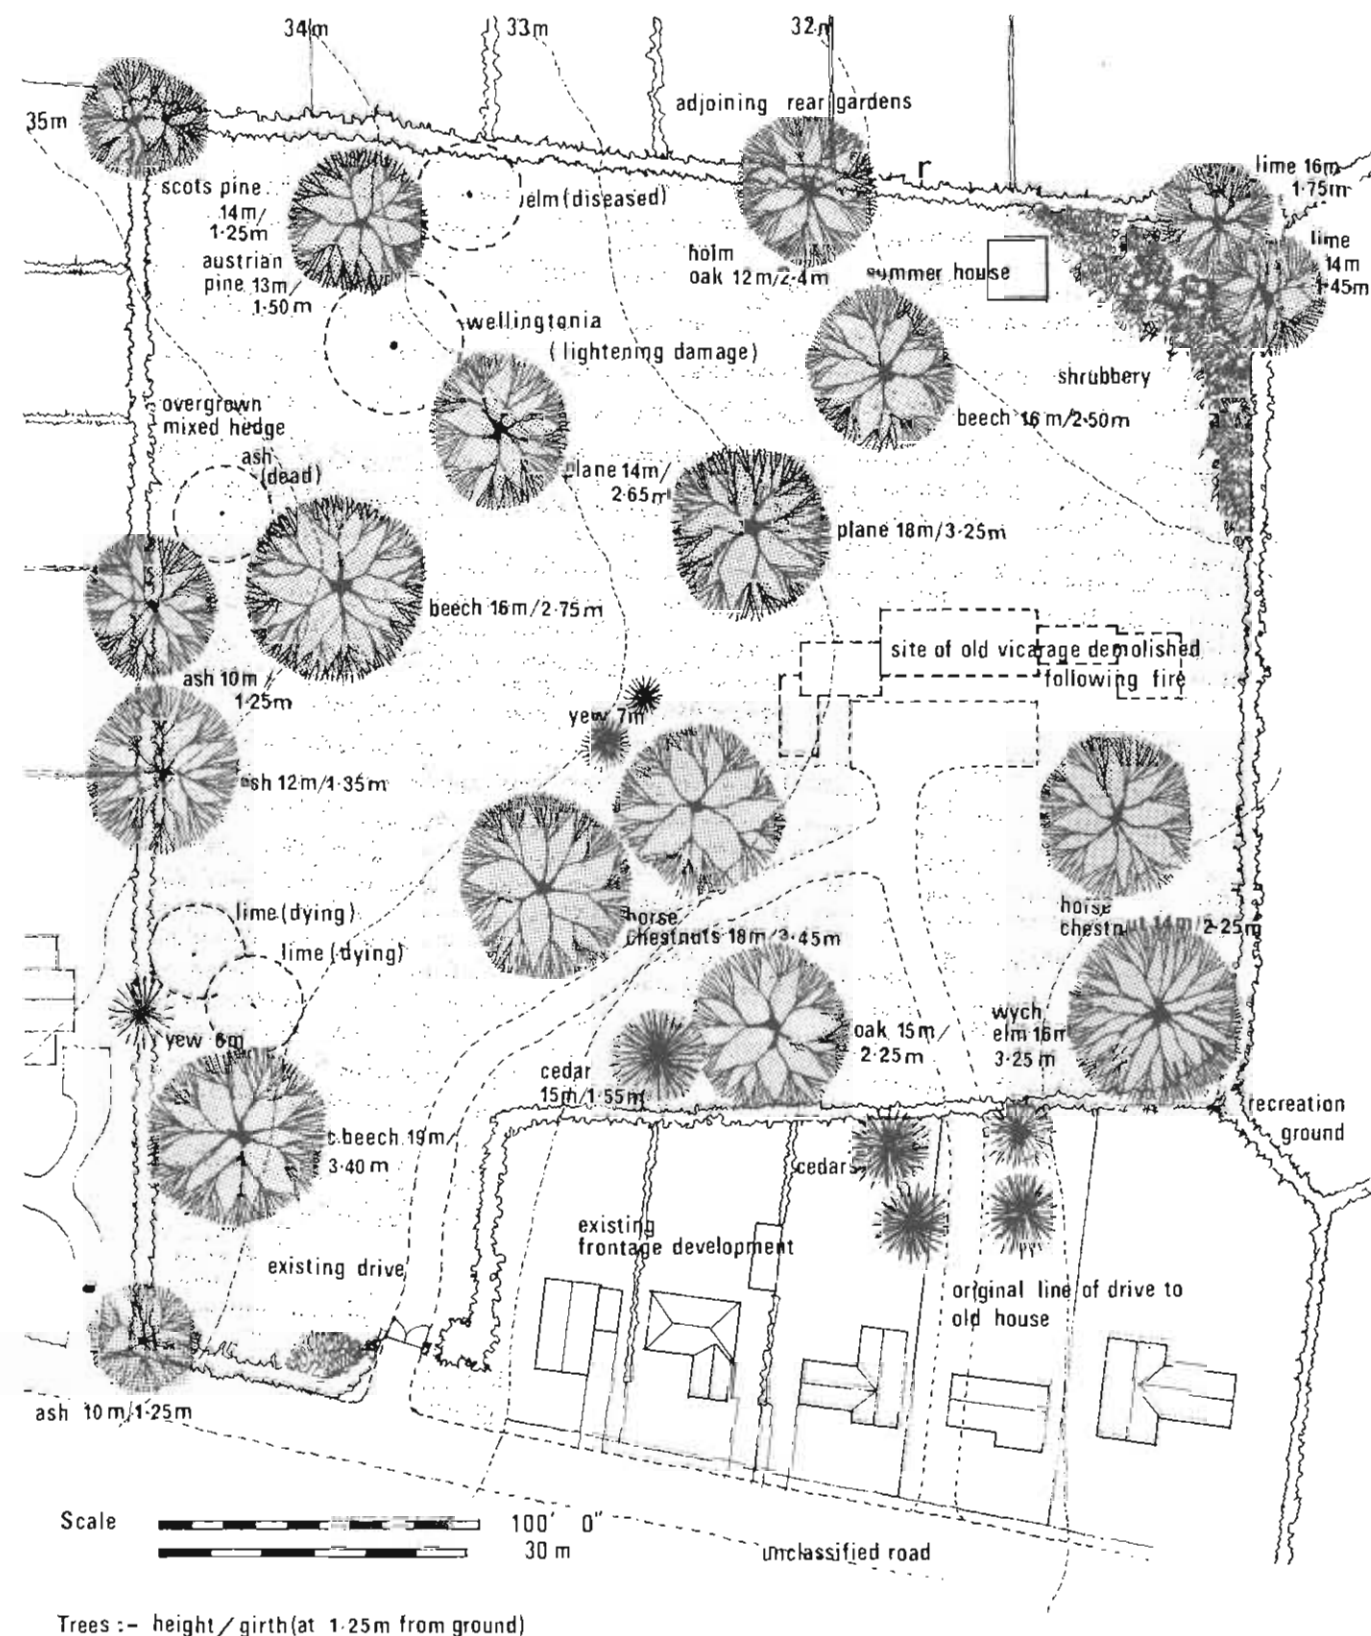 34m
33m
32m
35m
adjoining rear gardens
r
lime 16m
1·75m
scots pine
14m/
1·25m
elm (diseased)
austrian
pine 13m/
1·50m
holm
oak 12m/2·4m
summer house
lime
14m
1·45m
wellingtonia
(lightening damage)
shrubbery
overgrown
mixed hedge
beech 16m/2·50m
ash
(dead)
plane 14m/
2·65m
plane 18m/3·25m
beech 16m/2·75m
site of old vicarage demolished
following fire
ash 10m/
1·25m
yew 7m
ash 12m/1·35m
lime (dying)
lime (dying)
horse
chestnuts 18m/3·45m
horse
chestnut 14m/2·25m
yew 6m
oak 15m/
2·25m
wych
elm 16m
3·25m
cedar
15m/1·55m
recreation
ground
c.beech 19m/
3·40m
cedars
existing
frontage development
existing drive
original line of drive to
old house
ash 10m/1·25m
Scale
100' 0"
30m
unclassified road
Trees :- height/girth (at 1·25m from ground)